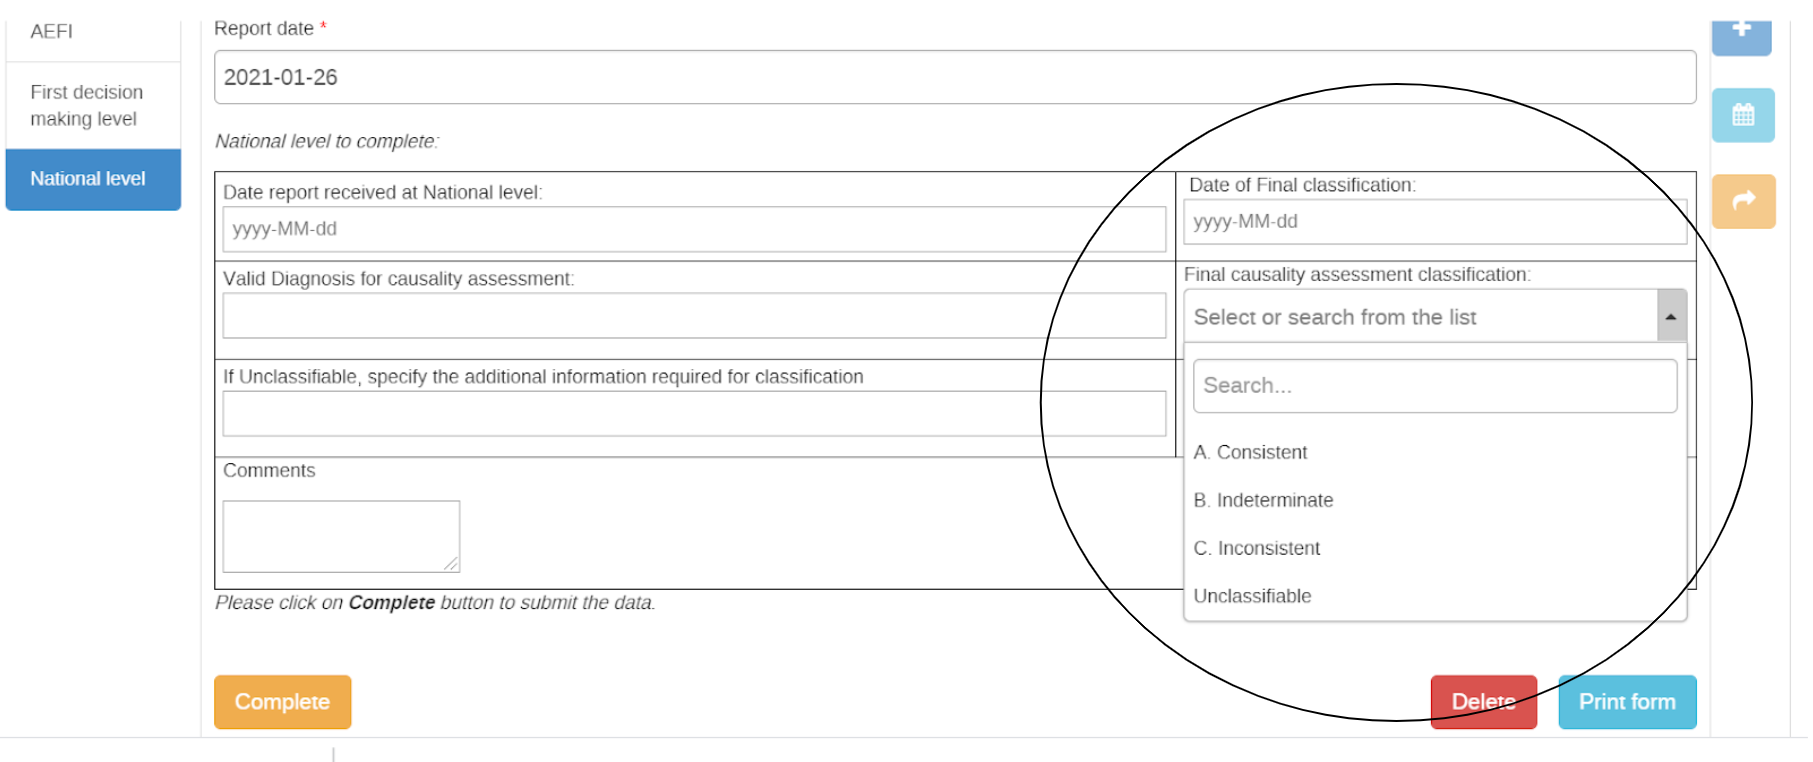 AEFI
First decision
making level
National level
Report date *
2021-01-26
National level to complete:
Date report received at National level:
yyyy-MM-dd
Date of Final classification:
yyyy-MM-dd
Valid Diagnosis for causality assessment:
Final causality assessment classification:
Select or search from the list
Search...
A. Consistent
B. Indeterminate
C. Inconsistent
Unclassifiable
If Unclassifiable, specify the additional information required for classification
Comments
Please click on Complete button to submit the data.
Complete
Delete
Print form